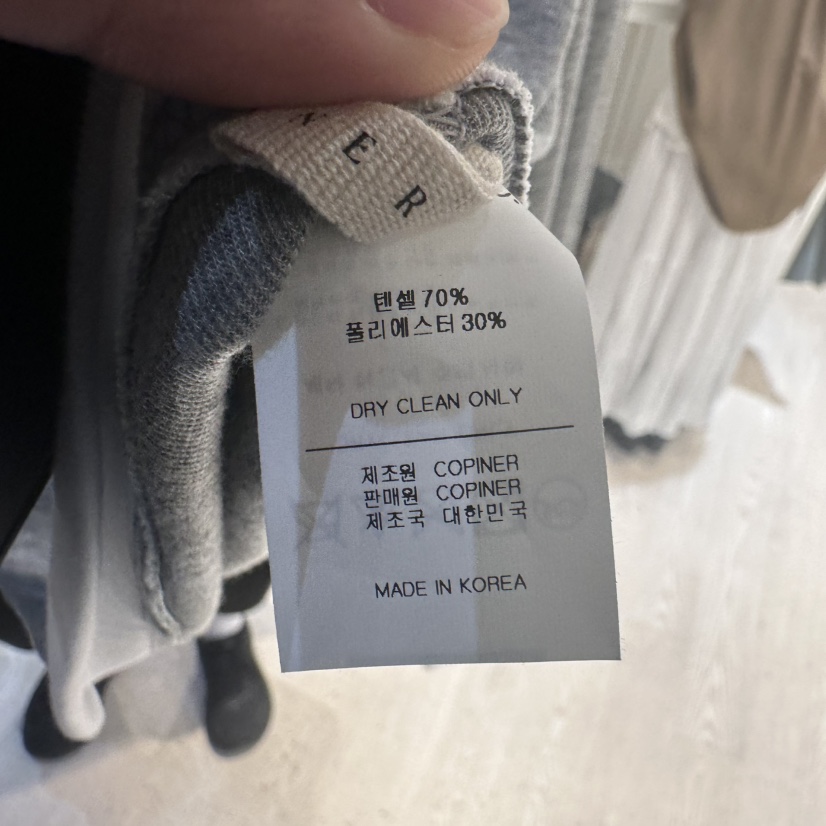 ER
텐셀 70%
폴리에스터 30%
DRY CLEAN ONLY
제조원 COPINER
판매원 COPINER
제조국 대한민국
MADE IN KOREA